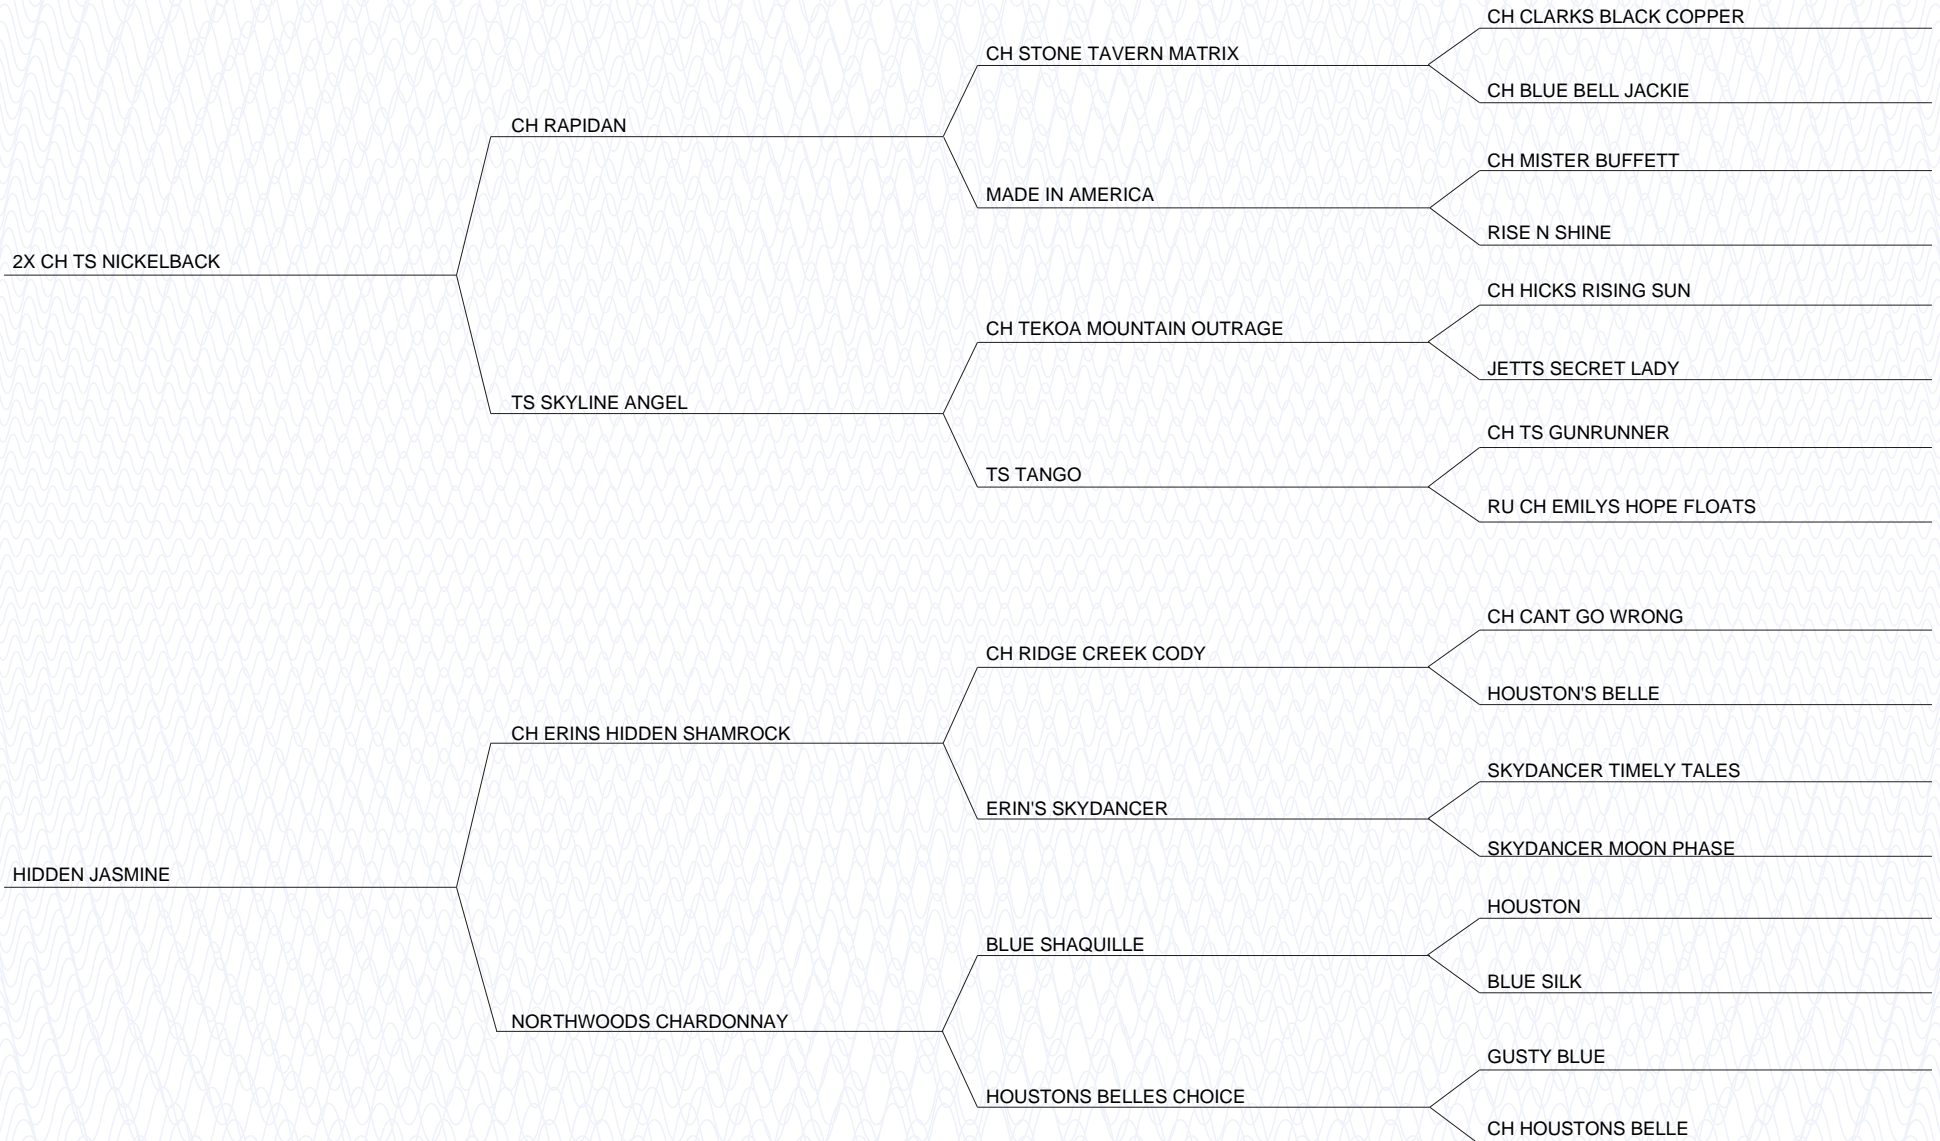 CH CLARKS BLACK COPPER
CH STONE TAVERN MATRIX
CH BLUE BELL JACKIE
CH RAPIDAN
CH MISTER BUFFETT
MADE IN AMERICA
RISE N SHINE
2X CH TS NICKELBACK
CH HICKS RISING SUN
CH TEKOA MOUNTAIN OUTRAGE
JETTS SECRET LADY
TS SKYLINE ANGEL
CH TS GUNRUNNER
TS TANGO
RU CH EMILYS HOPE FLOATS
CH CANT GO WRONG
CH RIDGE CREEK CODY
HOUSTON'S BELLE
CH ERINS HIDDEN SHAMROCK
SKYDANCER TIMELY TALES
ERIN'S SKYDANCER
SKYDANCER MOON PHASE
HIDDEN JASMINE
HOUSTON
BLUE SHAQUILLE
BLUE SILK
NORTHWOODS CHARDONNAY
GUSTY BLUE
HOUSTONS BELLES CHOICE
CH HOUSTONS BELLE